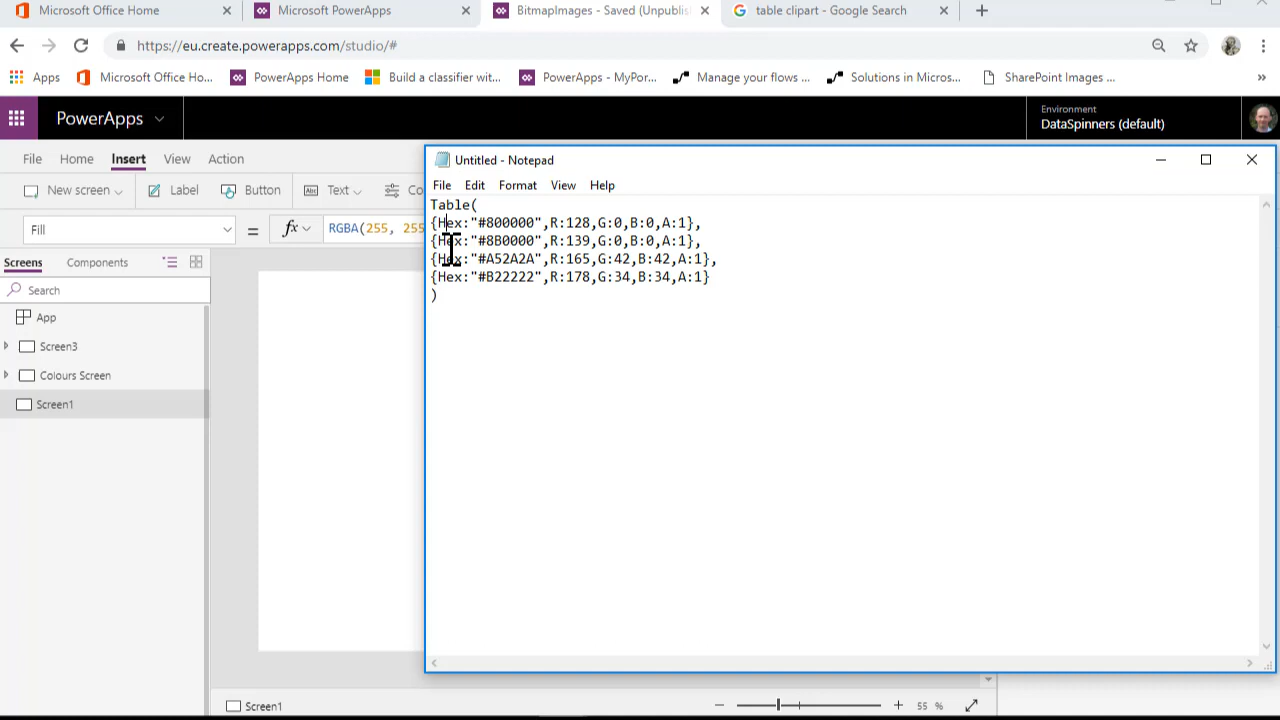 Microsoft Office Home
Microsoft PowerApps
BitmapImages - Saved (Unpublis
table clipart - Google Search
https://eu.create.powerapps.com/studio/#
Apps
Microsoft Office Ho...
PowerApps Home
Build a classifier wit...
PowerApps - MyPor...
Manage your flows ...
Solutions in Micros...
SharePoint Images ...
»
PowerApps
Environment
DataSpinners (default)
File Home Insert View Action
New screen
Label
Button
Text
Fill
=
fx
RGBA(255, 255
Screens
Components
Search
App
Screen3
Colours Screen
Screen1
Untitled - Notepad
File Edit Format View Help
Table(
{Hex:"#800000",R:128,G:0,B:0,A:1},
{Hex:"#8B0000",R:139,G:0,B:0,A:1},
{Hex:"#A52A2A",R:165,G:42,B:42,A:1},
{Hex:"#B22222",R:178,G:34,B:34,A:1}
)
Screen1
55 %